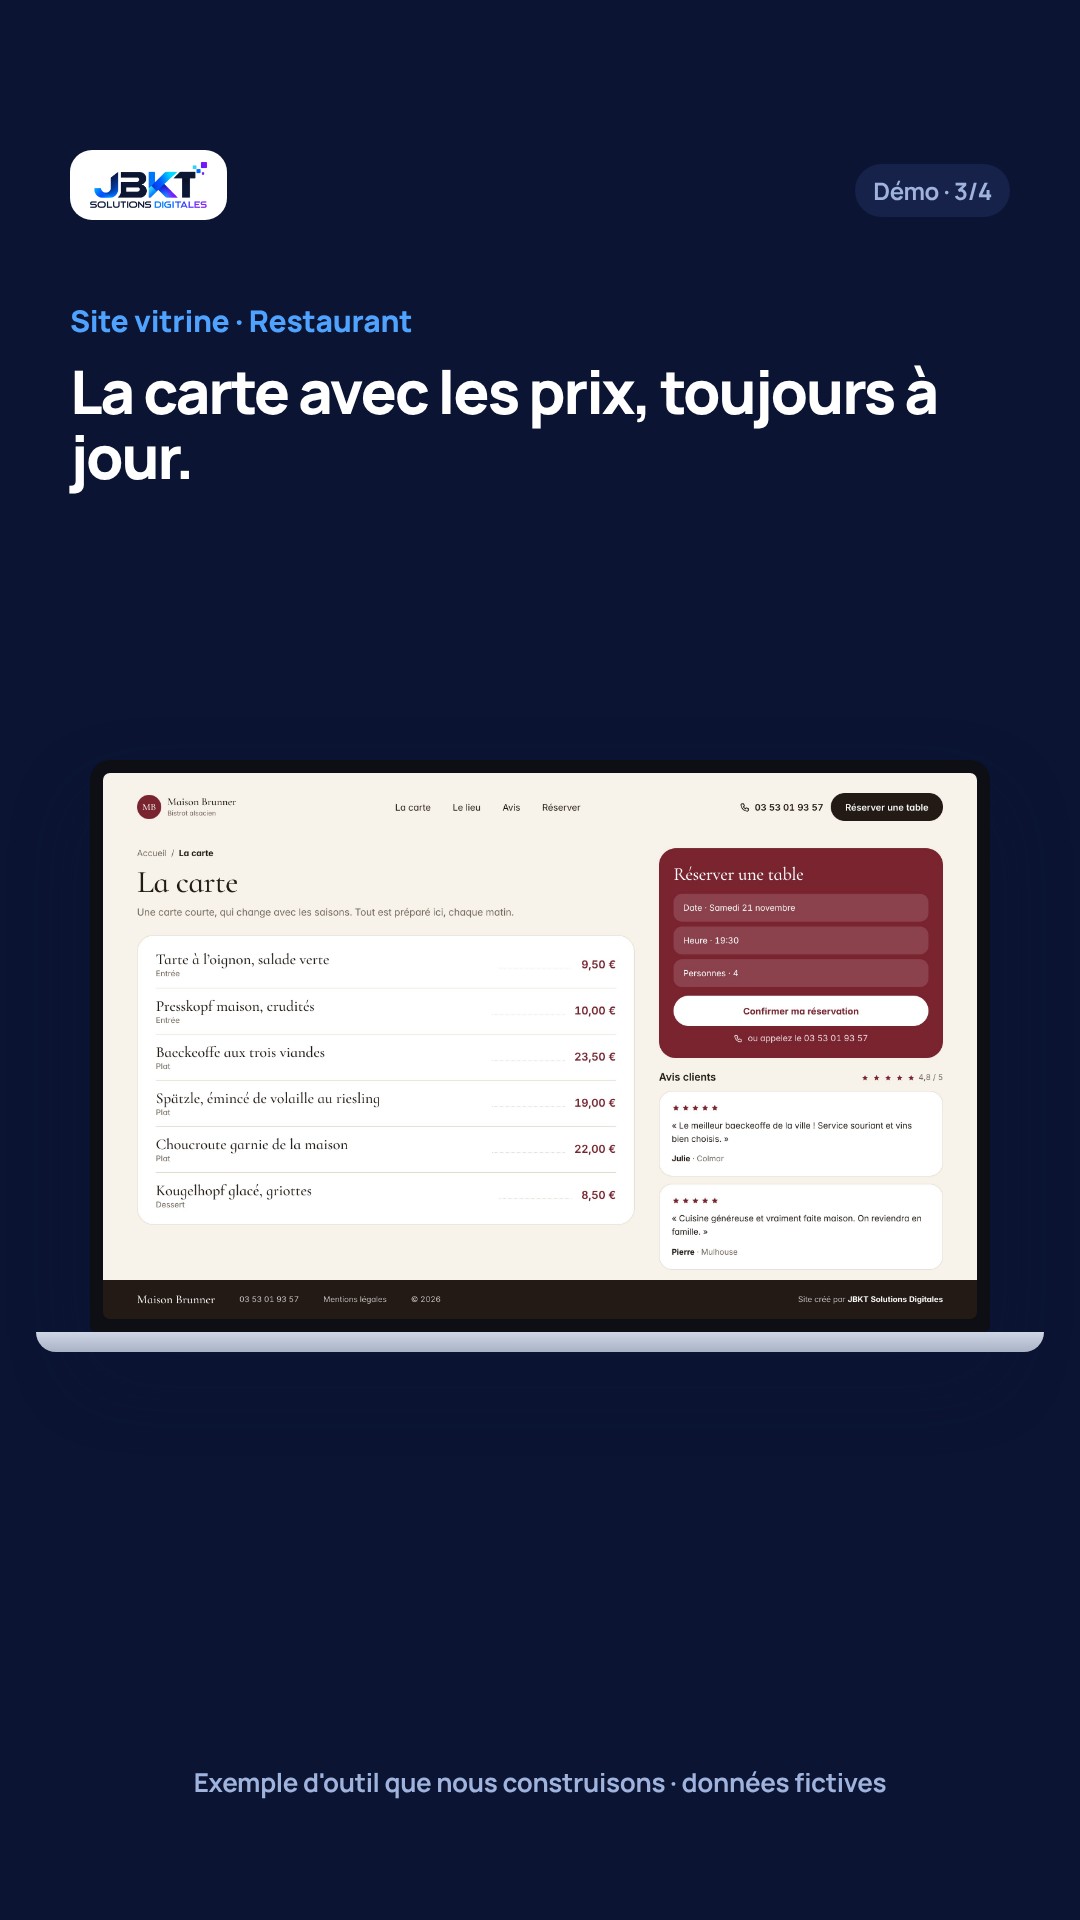 JBKT
SOLUTIONS DIGITALES
Démo · 3/4
Site vitrine · Restaurant
La carte avec les prix, toujours à
jour.
MB
Maison Brunner
Bistrot alsacien
La carte
Le lieu
Avis
Réserver
03 53 01 93 57
Réserver une table
Accueil / La carte
La carte
Une carte courte, qui change avec les saisons. Tout est préparé ici, chaque matin.
Tarte à l’oignon, salade verte
Entrée
9,50 €
Presskopf maison, crudités
Entrée
10,00 €
Baeckeoffe aux trois viandes
Plat
23,50 €
Spätzle, émincé de volaille au riesling
Plat
19,00 €
Choucroute garnie de la maison
Plat
22,00 €
Kougelhopf glacé, griottes
Dessert
8,50 €
Réserver une table
Date · Samedi 21 novembre
Heure · 19:30
Personnes · 4
Confirmer ma réservation
ou appelez le 03 53 01 93 57
Avis clients
★ ★ ★ ★ ★ 4,8 / 5
★ ★ ★ ★ ★
« Le meilleur baeckeoffe de la ville ! Service souriant et vins
bien choisis. »
Julie · Colmar
★ ★ ★ ★ ★
« Cuisine généreuse et vraiment faite maison. On reviendra en
famille. »
Pierre · Mulhouse
Maison Brunner
03 53 01 93 57
Mentions légales
© 2026
Site créé par JBKT Solutions Digitales
Exemple d'outil que nous construisons · données fictives